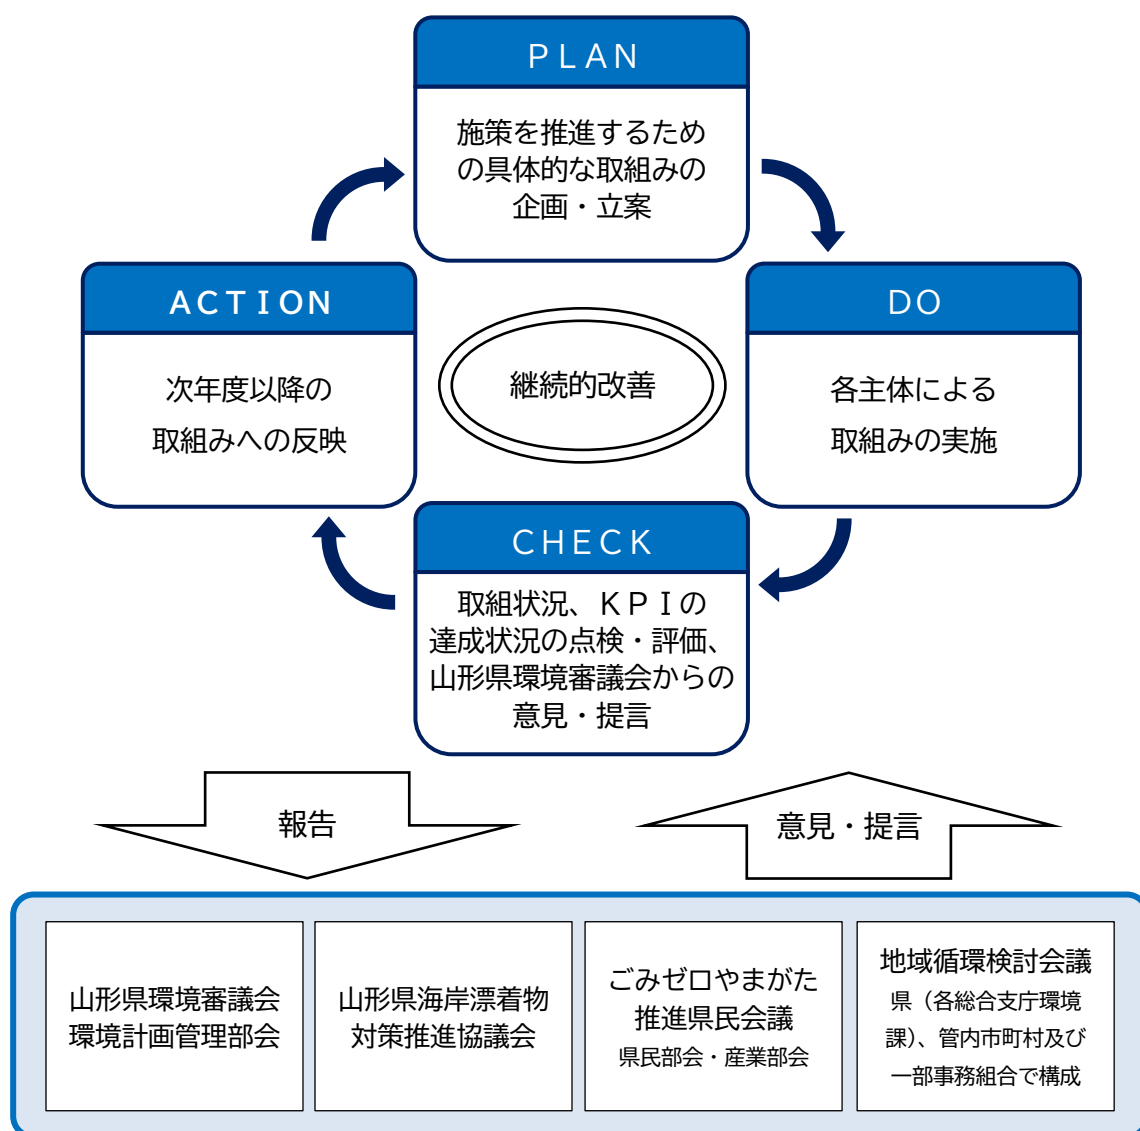 ＰＬＡＮ
施策を推進するため
の具体的な取組みの
企画・立案
ＡＣＴＩＯＮ
次年度以降の
取組みへの反映
継続的改善
ＤＯ
各主体による
取組みの実施
ＣＨＥＣＫ
取組状況、ＫＰＩの
達成状況の点検・評価、
山形県環境審議会からの
意見・提言
報告
意見・提言
山形県環境審議会
環境計画管理部会
山形県海岸漂着物
対策推進協議会
ごみゼロやまがた
推進県民会議
県民部会・産業部会
地域循環検討会議
県（各総合支庁環境
課）、管内市町村及び
一部事務組合で構成